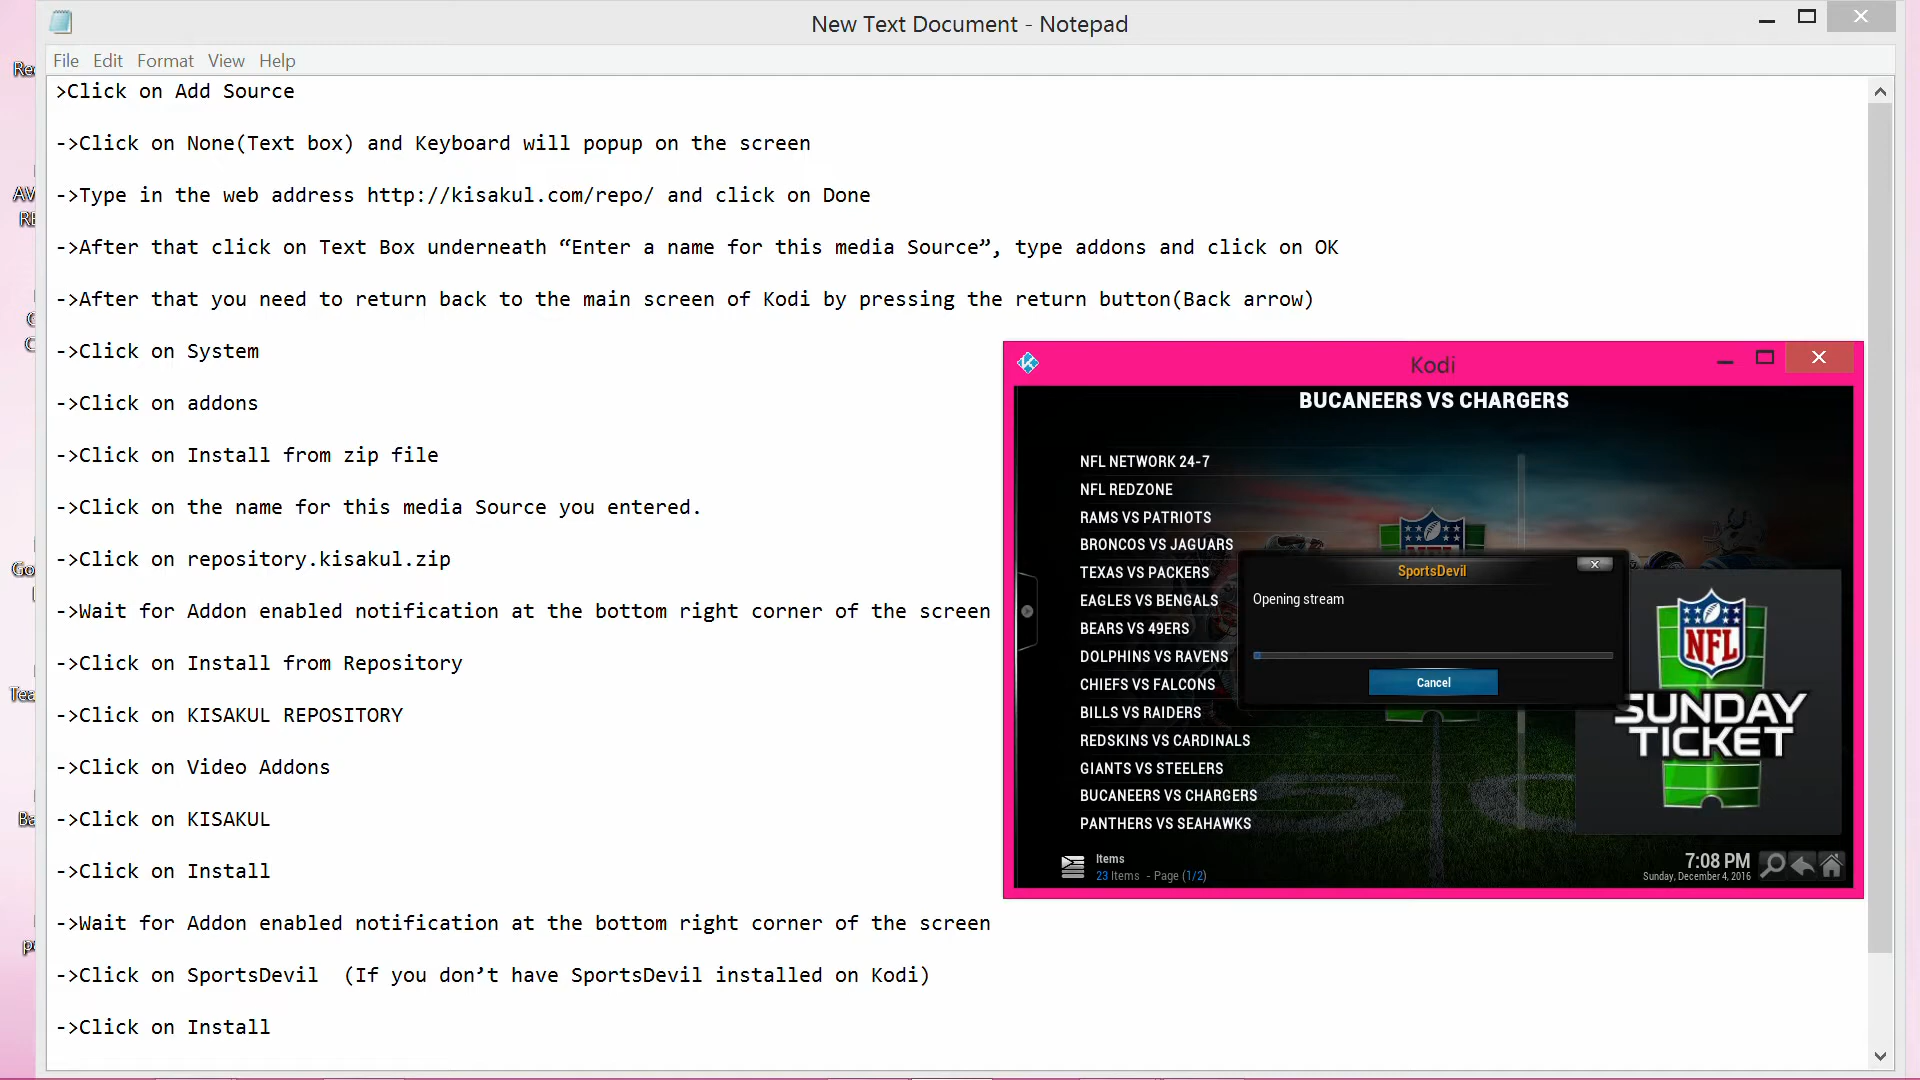 New Text Document - Notepad
File Edit Format View Help
>Click on Add Source
->Click on None(Text box) and Keyboard will popup on the screen
->Type in the web address http://kisakul.com/repo/ and click on Done
->After that click on Text Box underneath “Enter a name for this media Source”, type addons and click on OK
->After that you need to return back to the main screen of Kodi by pressing the return button(Back arrow)
->Click on System
->Click on addons
->Click on Install from zip file
->Click on the name for this media Source you entered.
->Click on repository.kisakul.zip
->Wait for Addon enabled notification at the bottom right corner of the screen
->Click on Install from Repository
->Click on KISAKUL REPOSITORY
->Click on Video Addons
->Click on KISAKUL
->Click on Install
->Wait for Addon enabled notification at the bottom right corner of the screen
->Click on SportsDevil  (If you don’t have SportsDevil installed on Kodi)
->Click on Install
Kodi
BUCANEERS VS CHARGERS
NFL NETWORK 24-7
NFL REDZONE
RAMS VS PATRIOTS
BRONCOS VS JAGUARS
TEXAS VS PACKERS
EAGLES VS BENGALS
BEARS VS 49ERS
DOLPHINS VS RAVENS
CHIEFS VS FALCONS
BILLS VS RAIDERS
REDSKINS VS CARDINALS
GIANTS VS STEELERS
BUCANEERS VS CHARGERS
PANTHERS VS SEAHAWKS
SportsDevil
Opening stream
Cancel
NFL
SUNDAY
TICKET
Items
23 Items - Page (1/2)
7:08 PM
Sunday, December 4, 2016